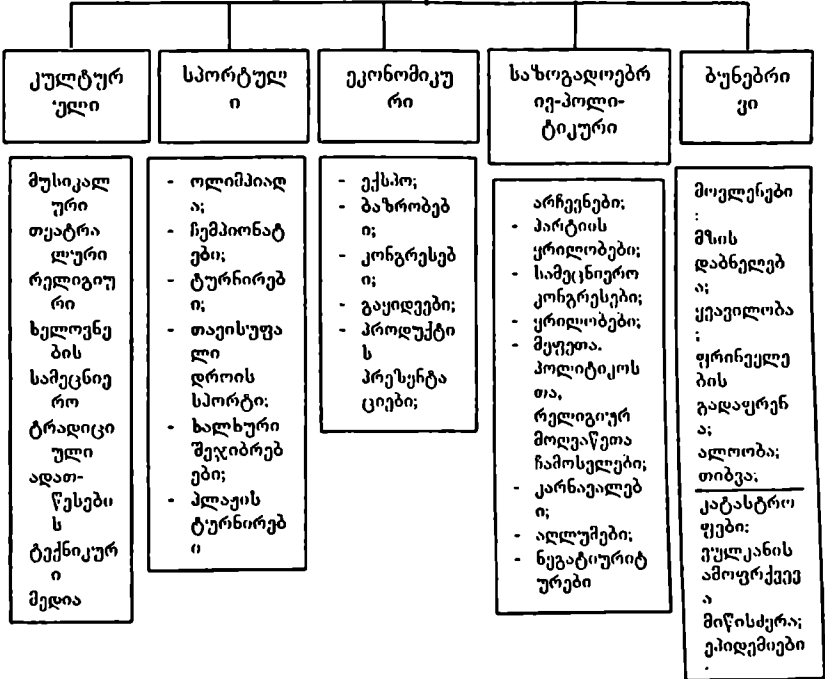 კულტურ
ული
სპორტულ
ი
ეკონომიკუ
რი
საზოგადოებრ
ივ-პოლი-
ტიკური
ბუნებრი
ვი
მუსიკალ
ური
თეატრა
ლური
რელიგიუ
რი
ხელოვნე
ბის
სამეცნიე
რო
ტრადიცი
ული
ადათ-
წესები
ს
ტექნიკურ
ი
მედია
- ოლიმპიად
ა;
- ჩემპიონატ
ები;
- ტურნირებ
ი;
- თავისუფა
ლი
დროის
სპორტი;
- ხალხური
შეჯიბრებ
ები;
- პლაჟის
ტურნირებ
ი
- ექსპო;
- ბაზრობებ
ი;
- კონგრესებ
ი;
- გაყიდვები;
- პროდუქტი
ს
პრეზენტა
ციები;
არჩევნები;
- პარტიის
ყრილობები;
- სამეცნიერო
კონგრესები;
- ყრილობები;
- მეფეთა.
პოლიტიკოს
თა,
რელიგიურ
მოღვაწეთა
ჩამოსვლები;
- კარნავალებ
ი;
- აღლუმები;
- ნეგატიურიტ
ურები
მოვლენები
:
მზის
დაბნელებ
ა;
ყვავილობა
;
ფრინველე
ბის
გადაფრენ
ა;
ალოობა;
თიბვა;
კატასტრო
ფები;
ვულკანის
ამოფრქვევ
ა
მიწისძვრა;
ეპიდემიები
.